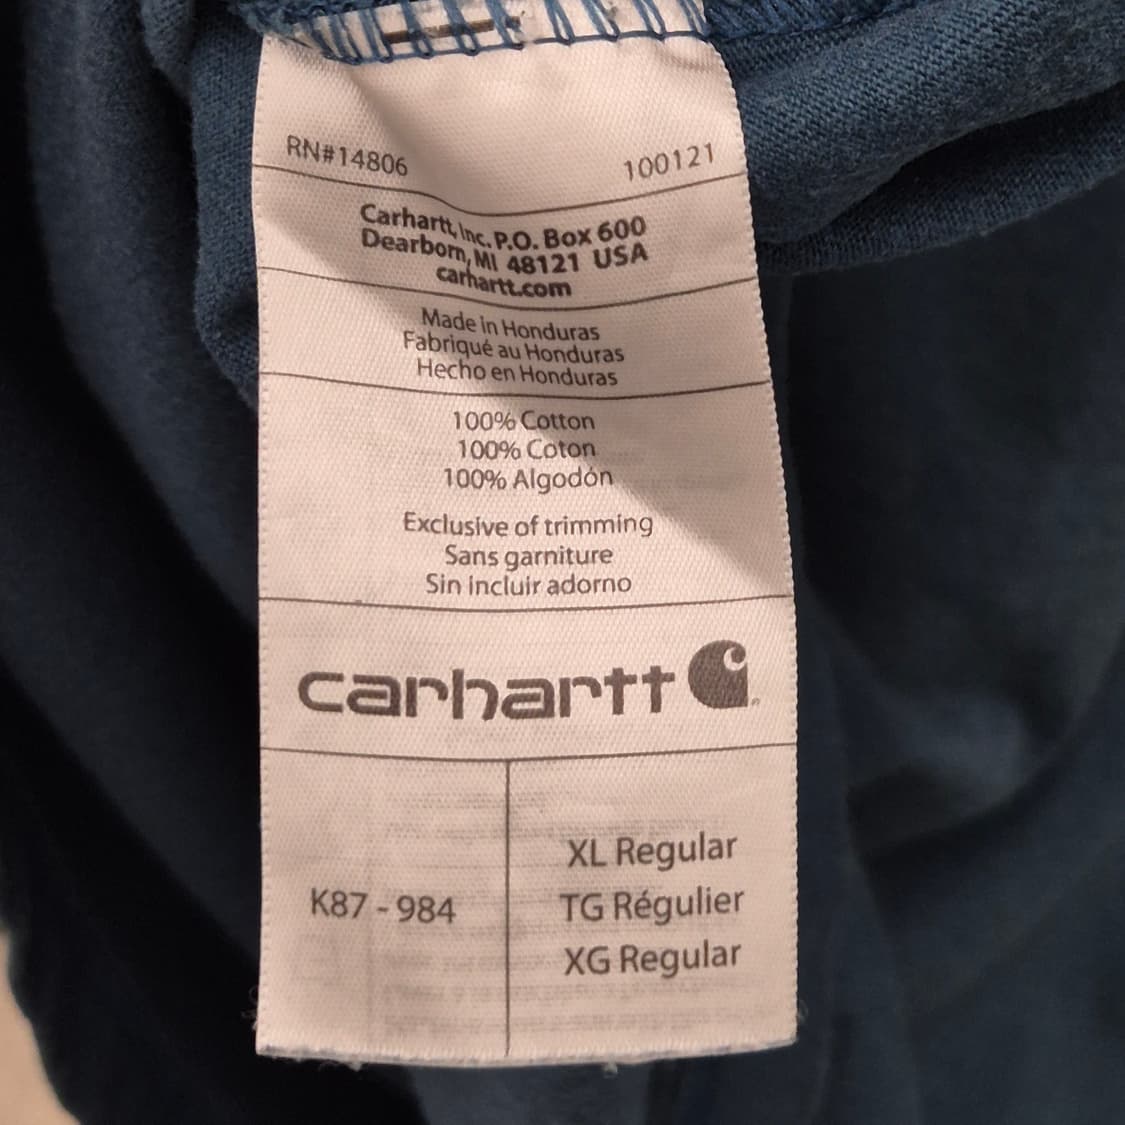 RN#14806 100121
Carhartt, Inc. P.O. Box 600
Dearborn, MI 48121 USA
carhartt.com
Made in Honduras
Fabriqué au Honduras
Hecho en Honduras
100% Cotton
100% Coton
100% Algodón
Exclusive of trimming
Sans garniture
Sin incluir adorno
carhartt
K87 - 984
XL Regular
TG Régulier
XG Regular